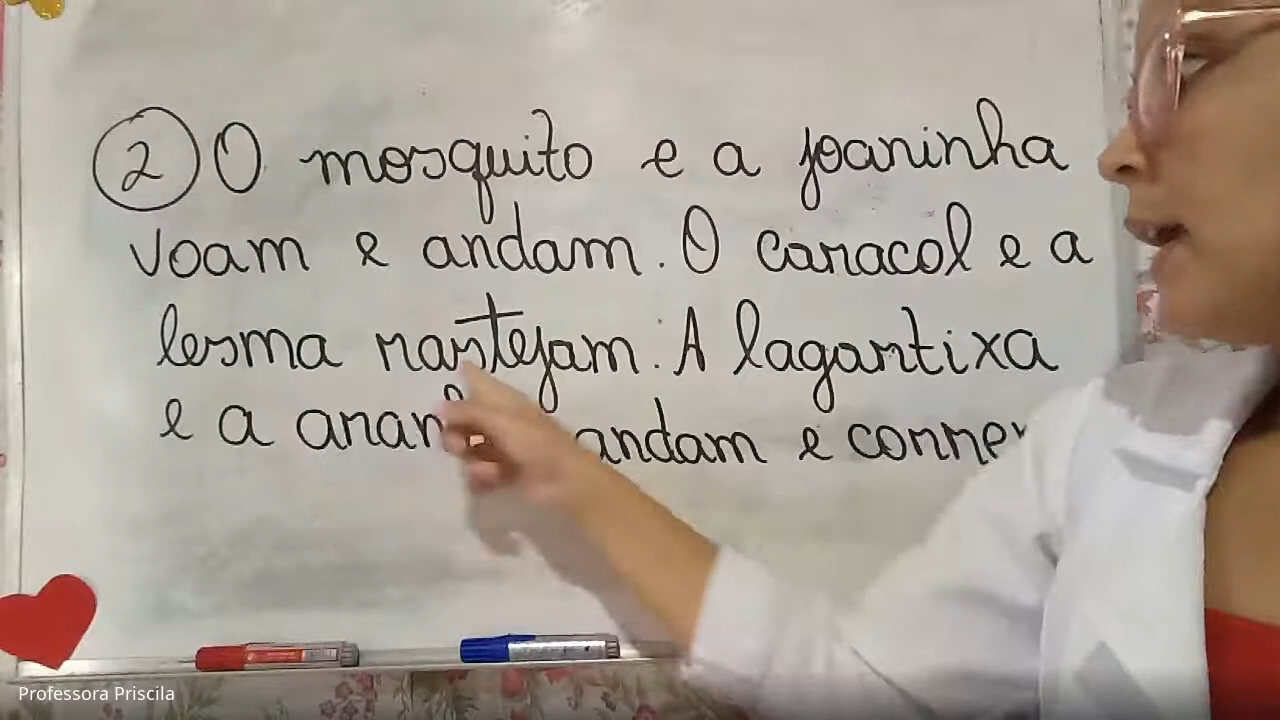 ② O mosquito e a joaninha
voam e andam. O caracol e a
lesma rastejam. A lagartixa
e a andam e
Professora Priscila